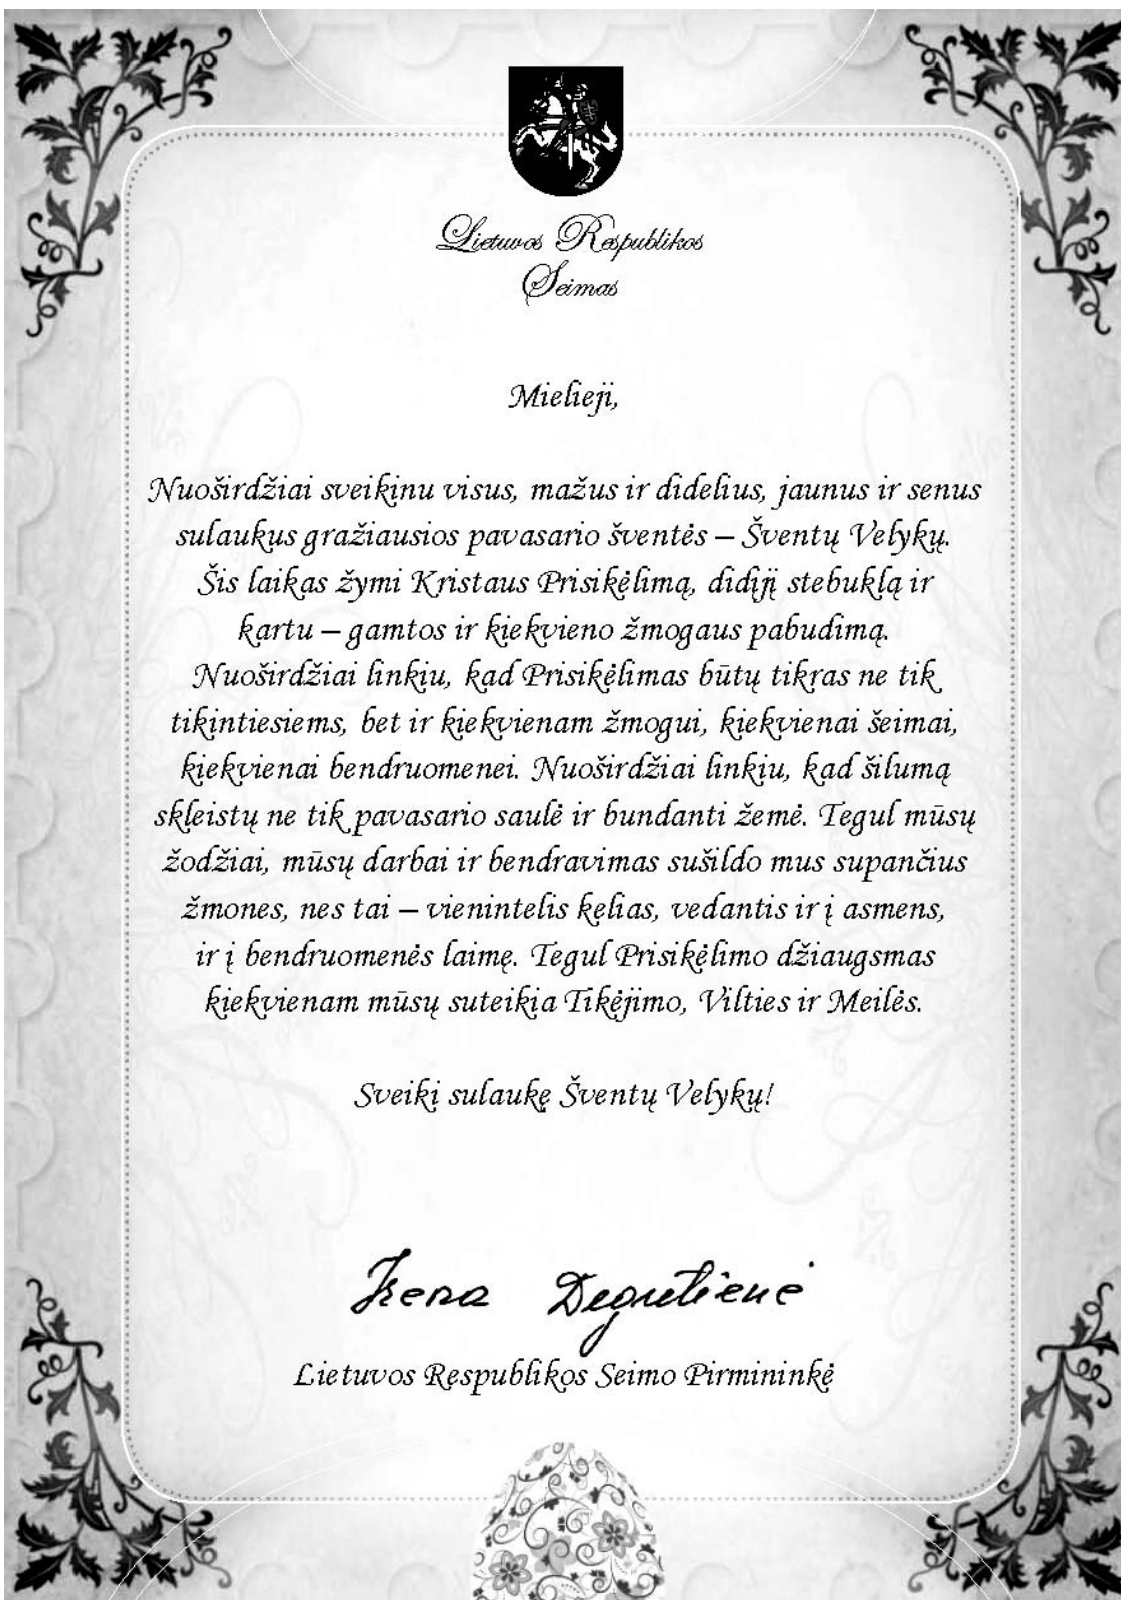 Lietuvos Respublikos
Seimas
Mielieji,
Nuoširdžiai sveikinu visus, mažus ir didelius, jaunus ir senus
sulaukus gražiausios pavasario šventės – Šventų Velykų.
Šis laikas žymi Kristaus Prisikėlimą, didįjį stebuklą ir
kartu – gamtos ir kiekvieno žmogaus pabudimą.
Nuoširdžiai linkiu, kad Prisikėlimas būtų tikras ne tik
tikintiesiems, bet ir kiekvienam žmogui, kiekvienai šeimai,
kiekvienai bendruomenei. Nuoširdžiai linkiu, kad šilumą
skleistų ne tik pavasario saulė ir bundanti žemė. Tegul mūsų
žodžiai, mūsų darbai ir bendravimas sušildo mus supančius
žmones, nes tai – vienintelis kelias, vedantis ir į asmens,
ir į bendruomenės laimę. Tegul Prisikėlimo džiaugsmas
kiekvienam mūsų suteikia Tikėjimo, Vilties ir Meilės.
Sveiki sulaukę Šventų Velykų!
Irena Degutienė
Lietuvos Respublikos Seimo Pirmininkė